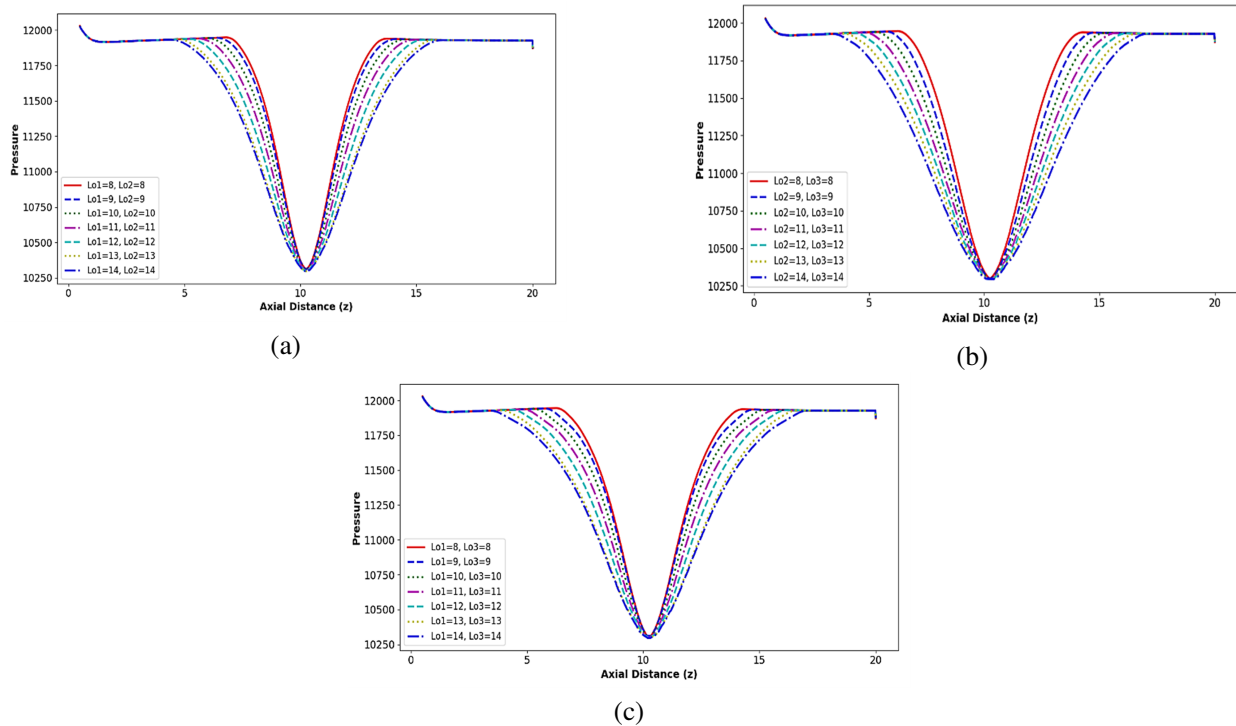 12000
11750
11500
11250
11000
10750
10500
10250
Pressure
Lo1=8, Lo2=8
Lo1=9, Lo2=9
Lo1=10, Lo2=10
Lo1=11, Lo2=11
Lo1=12, Lo2=12
Lo1=13, Lo2=13
Lo1=14, Lo2=14
0 5 10 15 20
Axial Distance (z)
(a)
12000
11750
11500
11250
11000
10750
10500
10250
Pressure
Lo2=8, Lo3=8
Lo2=9, Lo3=9
Lo2=10, Lo3=10
Lo2=11, Lo3=11
Lo2=12, Lo3=12
Lo2=13, Lo3=13
Lo2=14, Lo3=14
0 5 10 15 20
Axial Distance (z)
(b)
12000
11750
11500
11250
11000
10750
10500
10250
Pressure
Lo1=8, Lo3=8
Lo1=9, Lo3=9
Lo1=10, Lo3=10
Lo1=11, Lo3=11
Lo1=12, Lo3=12
Lo1=13, Lo3=13
Lo1=14, Lo3=14
0 5 10 15 20
Axial Distance (z)
(c)